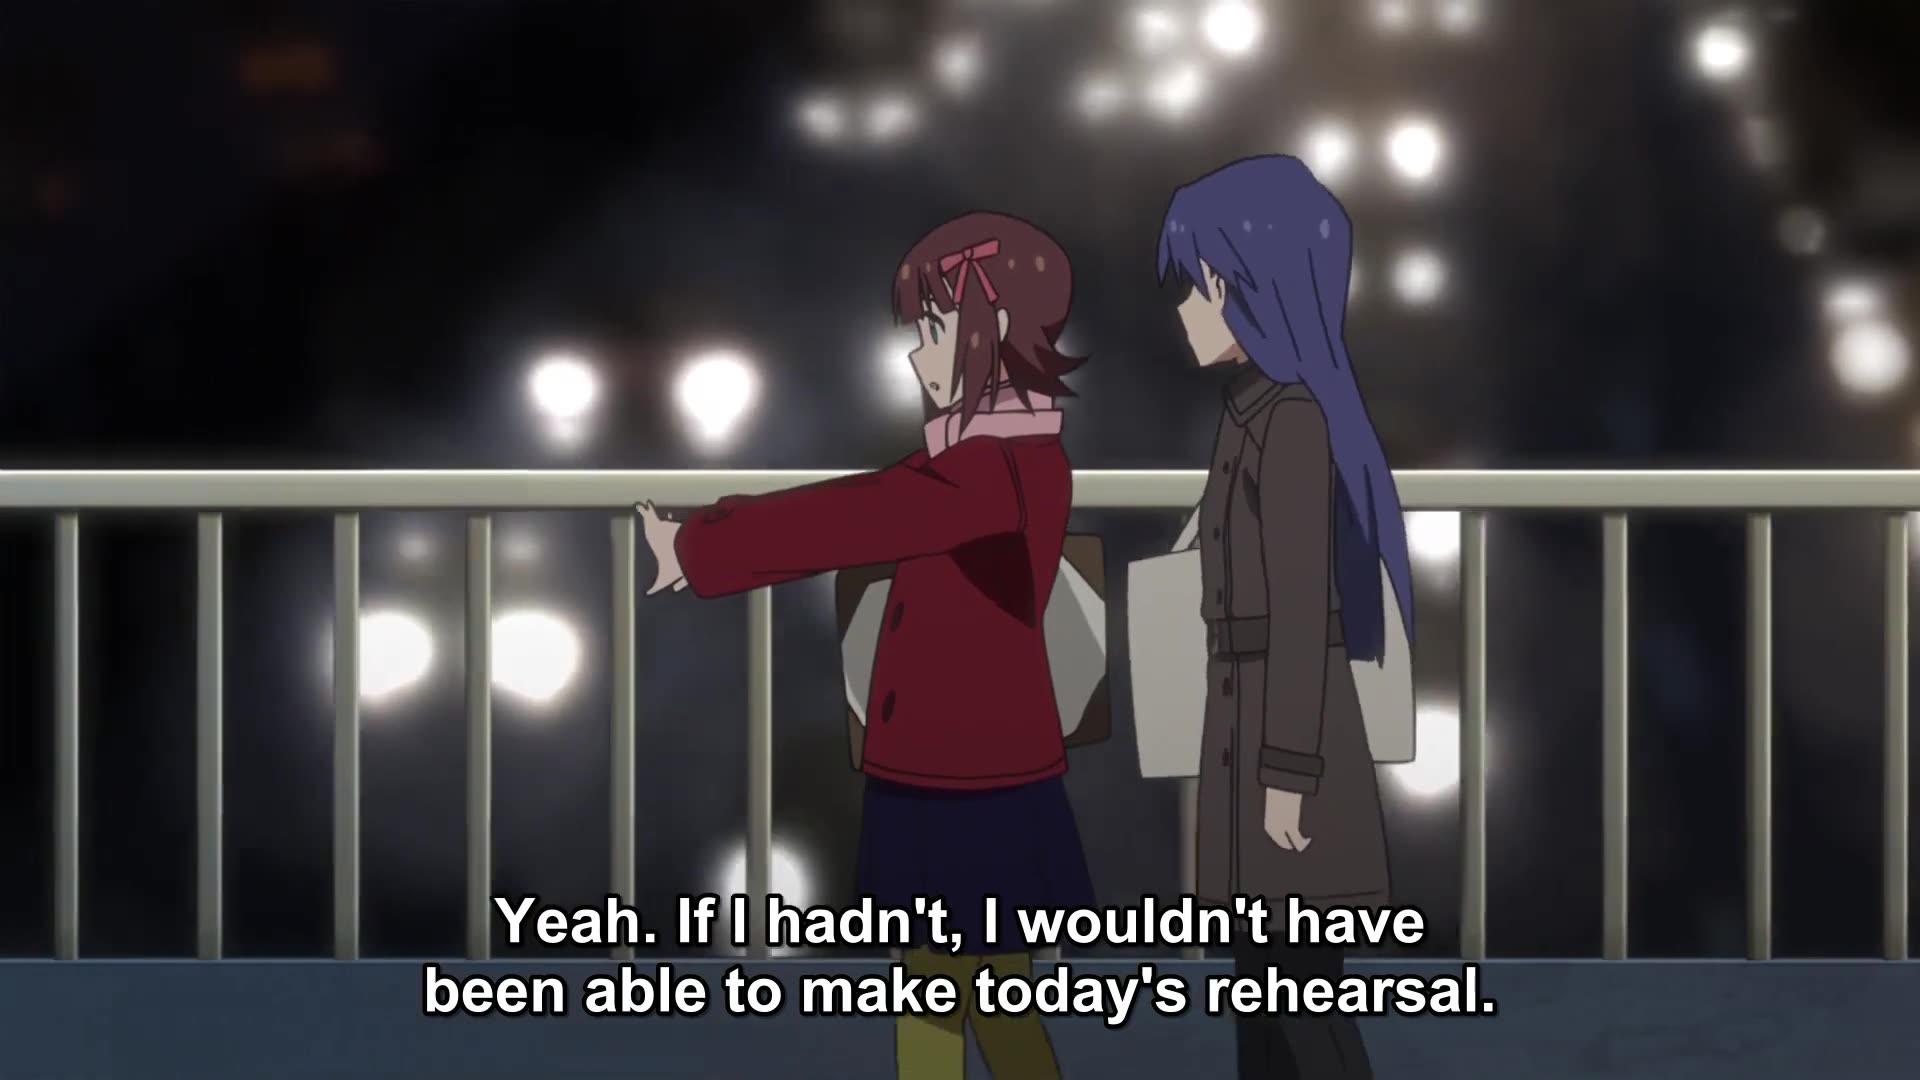 Yeah. If I hadn't, I wouldn't have
been able to make today's rehearsal.